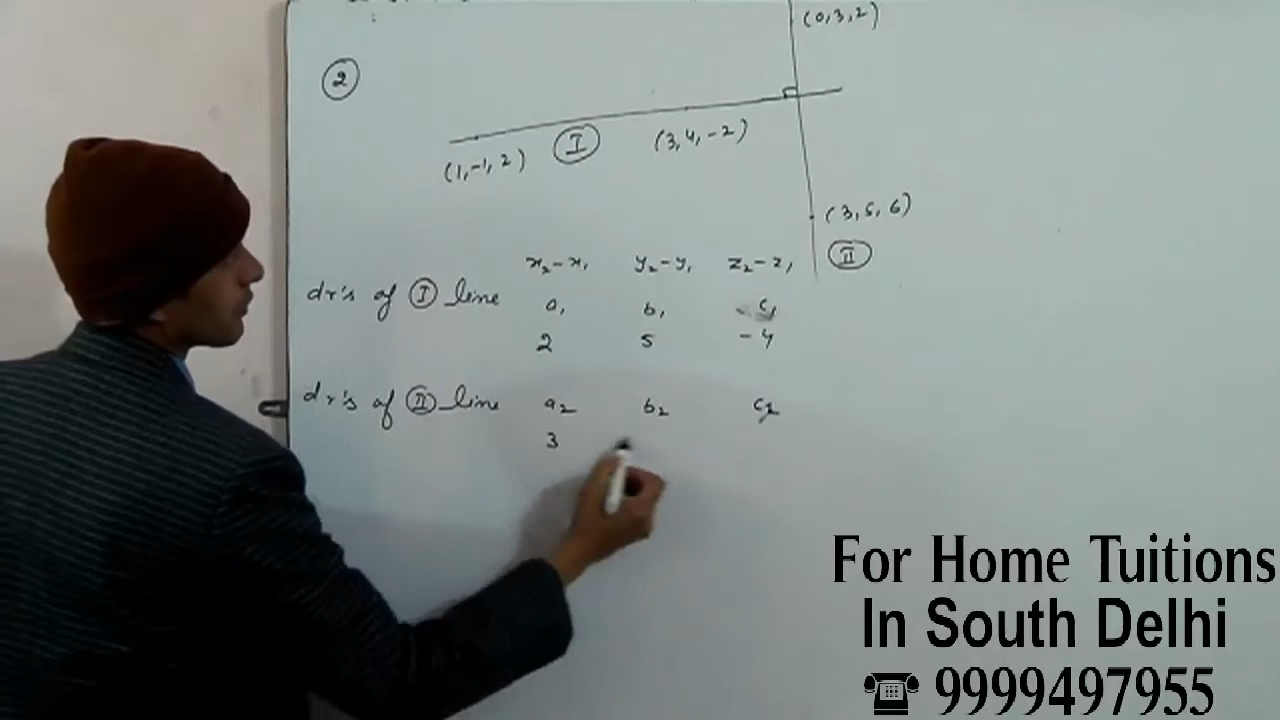 (0,3,2)
②
(1,-1,2) Ⓘ (3,4,-2)
(3,5,6)
Ⅱ
x₂-x₁ y₂-y₁ z₂-z₁
dr's of Ⓘ line a₁ b₁ c₁
2 5 -4
dr's of Ⅱ line a₂ b₂ c₂
3
For Home Tuitions
In South Delhi
☎ 9999497955